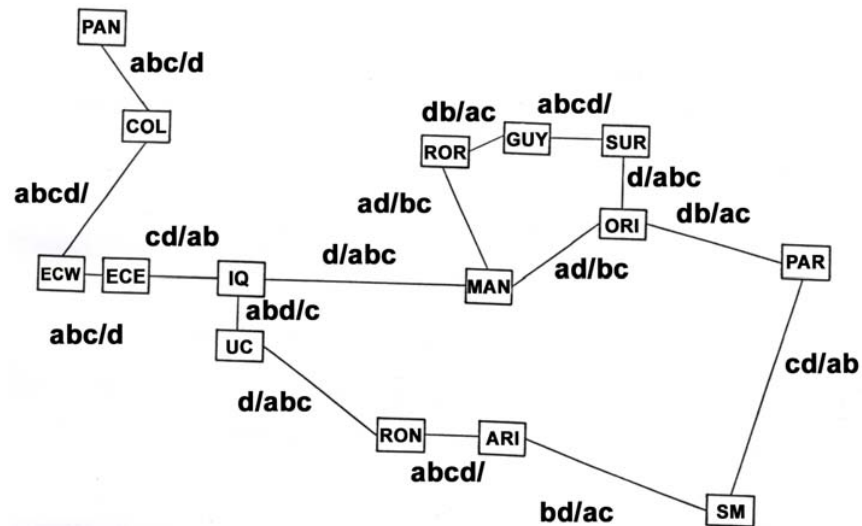 PAN
abc/d
COL
abcd/
db/ac
abcd/
ROR
GUY
SUR
d/abc
ad/bc
ORI
db/ac
cd/ab
d/abc
ECW
ECE
IQ
MAN
ad/bc
PAR
abd/c
abc/d
UC
cd/ab
d/abc
RON
ARI
abcd/
bd/ac
SM